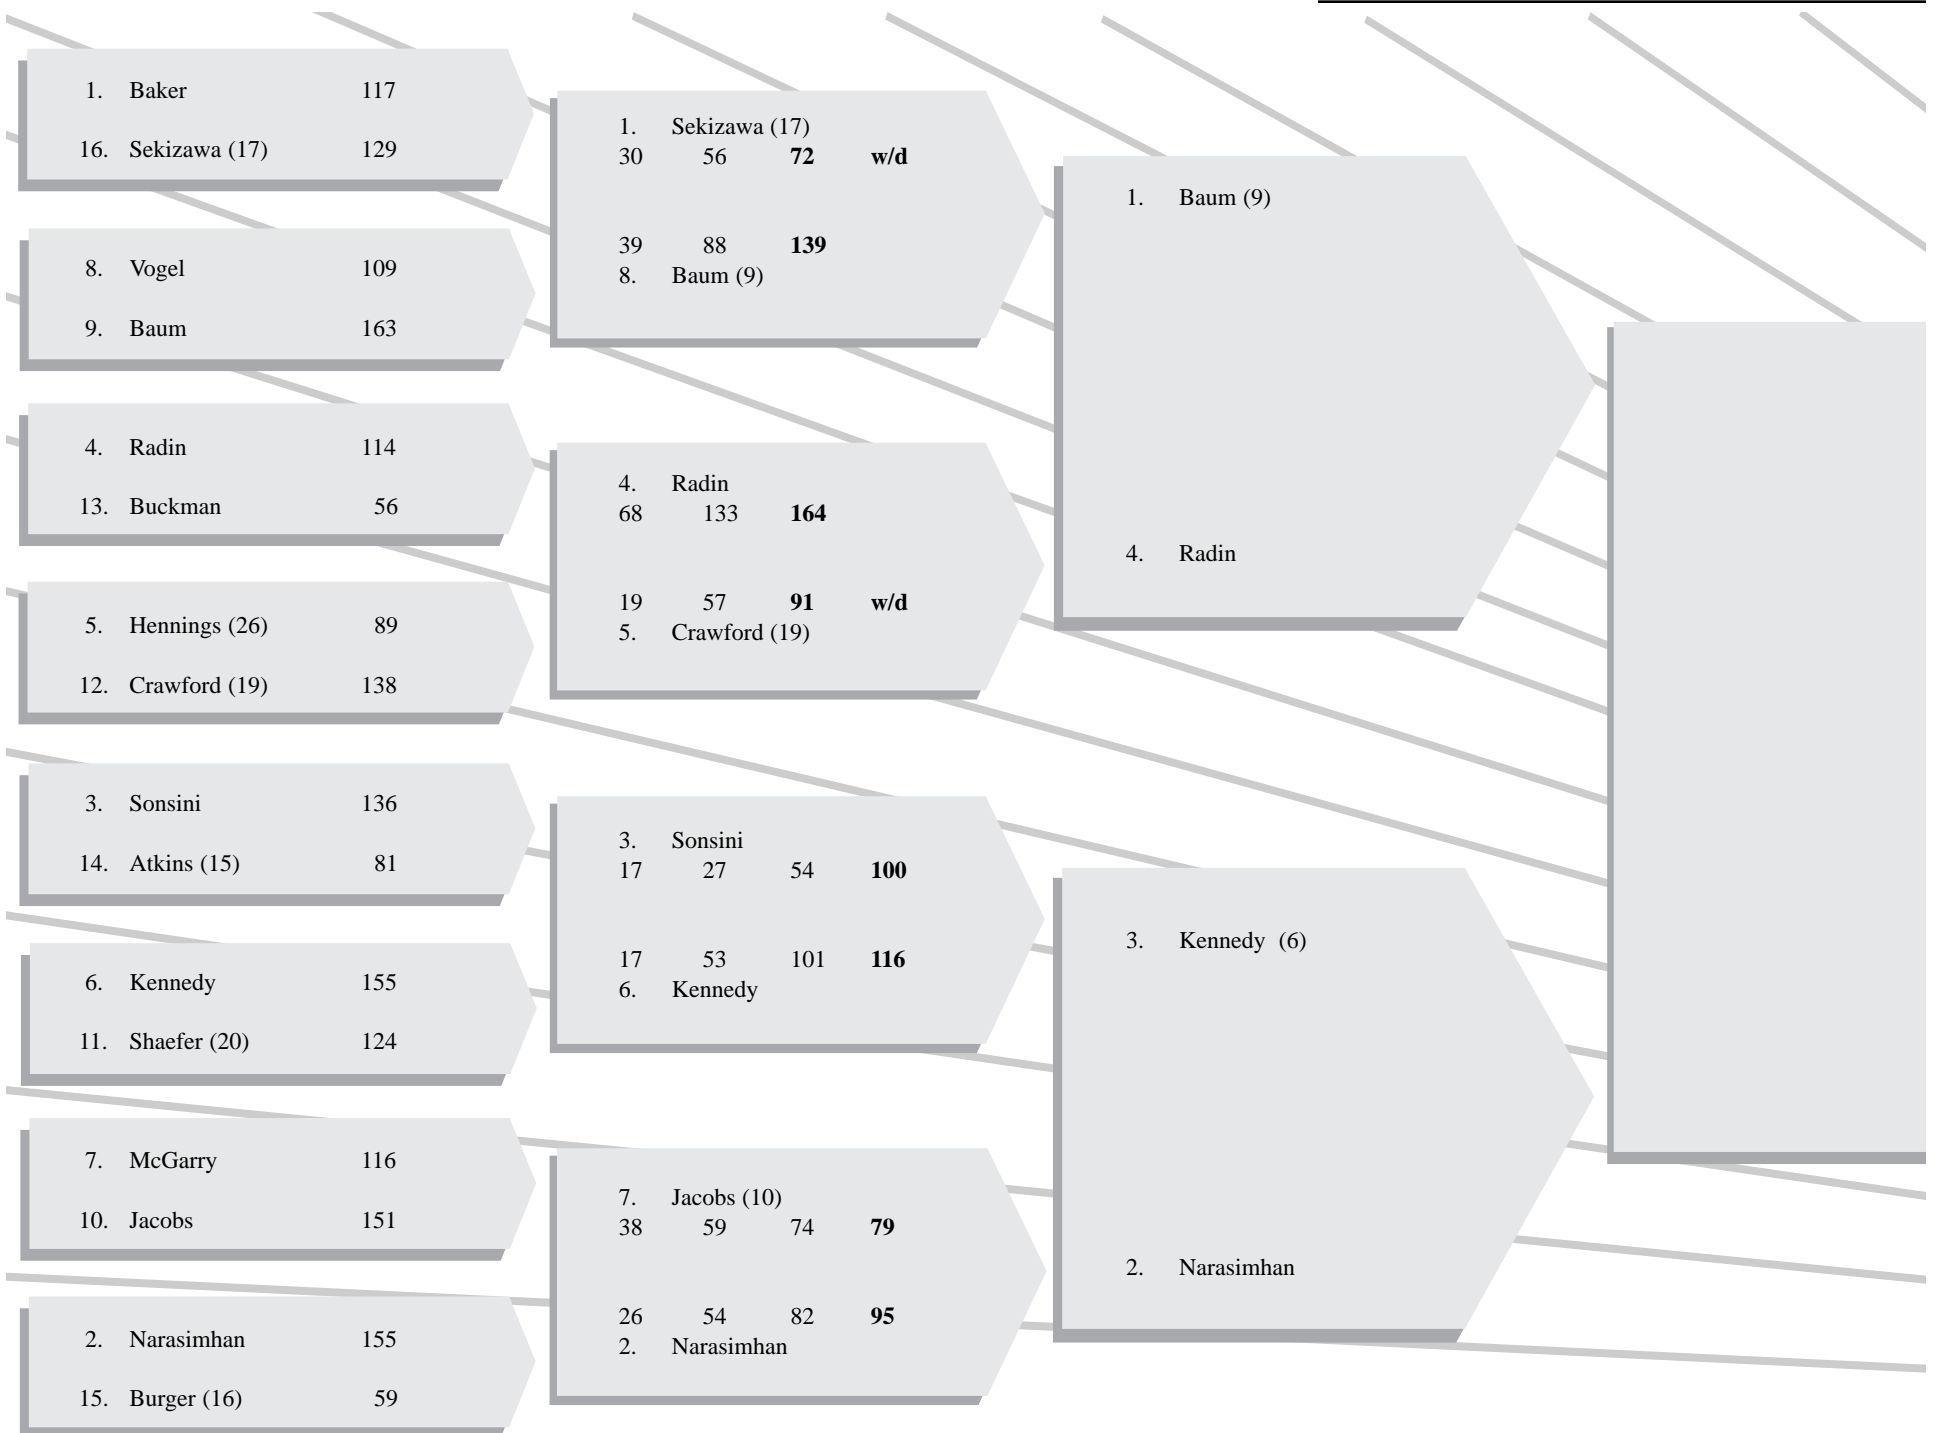 1. Baker 117
16. Sekizawa (17) 129
8. Vogel 109
9. Baum 163
4. Radin 114
13. Buckman 56
5. Hennings (26) 89
12. Crawford (19) 138
3. Sonsini 136
14. Atkins (15) 81
6. Kennedy 155
11. Shaefer (20) 124
7. McGarry 116
10. Jacobs 151
2. Narasimhan 155
15. Burger (16) 59
1. Sekizawa (17)
30 56 72 w/d
39 88 139
8. Baum (9)
4. Radin
68 133 164
19 57 91 w/d
5. Crawford (19)
3. Sonsini
17 27 54 100
17 53 101 116
6. Kennedy
7. Jacobs (10)
38 59 74 79
26 54 82 95
2. Narasimhan
1. Baum (9)
4. Radin
3. Kennedy (6)
2. Narasimhan